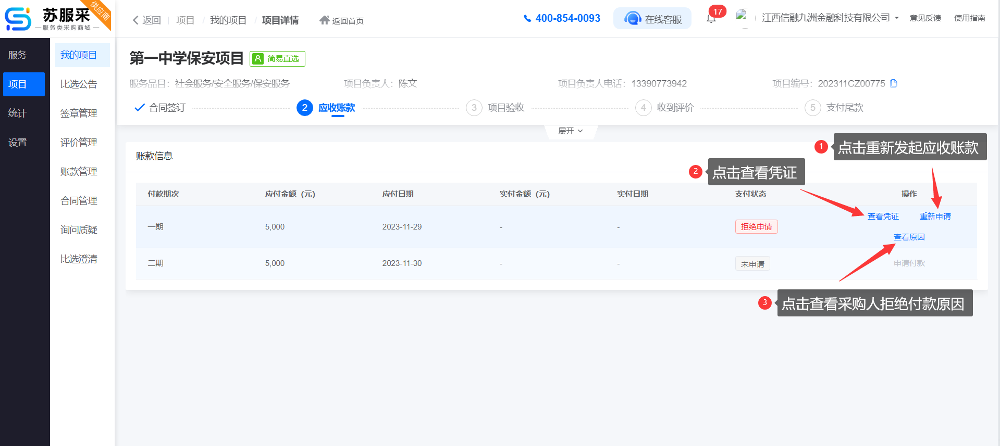 苏服采
服务类采购商城
供应商
返回
项目 / 我的项目 / 项目详情
返回首页
400-854-0093
在线客服
17
江西信融九洲金融科技有限公司
意见反馈
使用指南
服务
项目
统计
设置
我的项目
比选公告
签章管理
评价管理
账款管理
合同管理
询问质疑
比选澄清
第一中学保安项目
简易直选
服务品目：社会服务/安全服务/保安服务
项目负责人：陈文
项目负责人电话：13390773942
项目编号：202311CZ00775
合同签订
2 应收账款
3 项目验收
4 收到评价
5 支付尾款
展开
账款信息
1 点击重新发起应收账款
2 点击查看凭证
付款期次 应付金额（元） 应付日期 实付金额（元） 实付日期 支付状态 操作
一期 5,000 2023-11-29 - - 拒绝申请 查看凭证 重新申请
查看原因
二期 5,000 2023-11-30 - - 未申请 申请付款
3 点击查看采购人拒绝付款原因